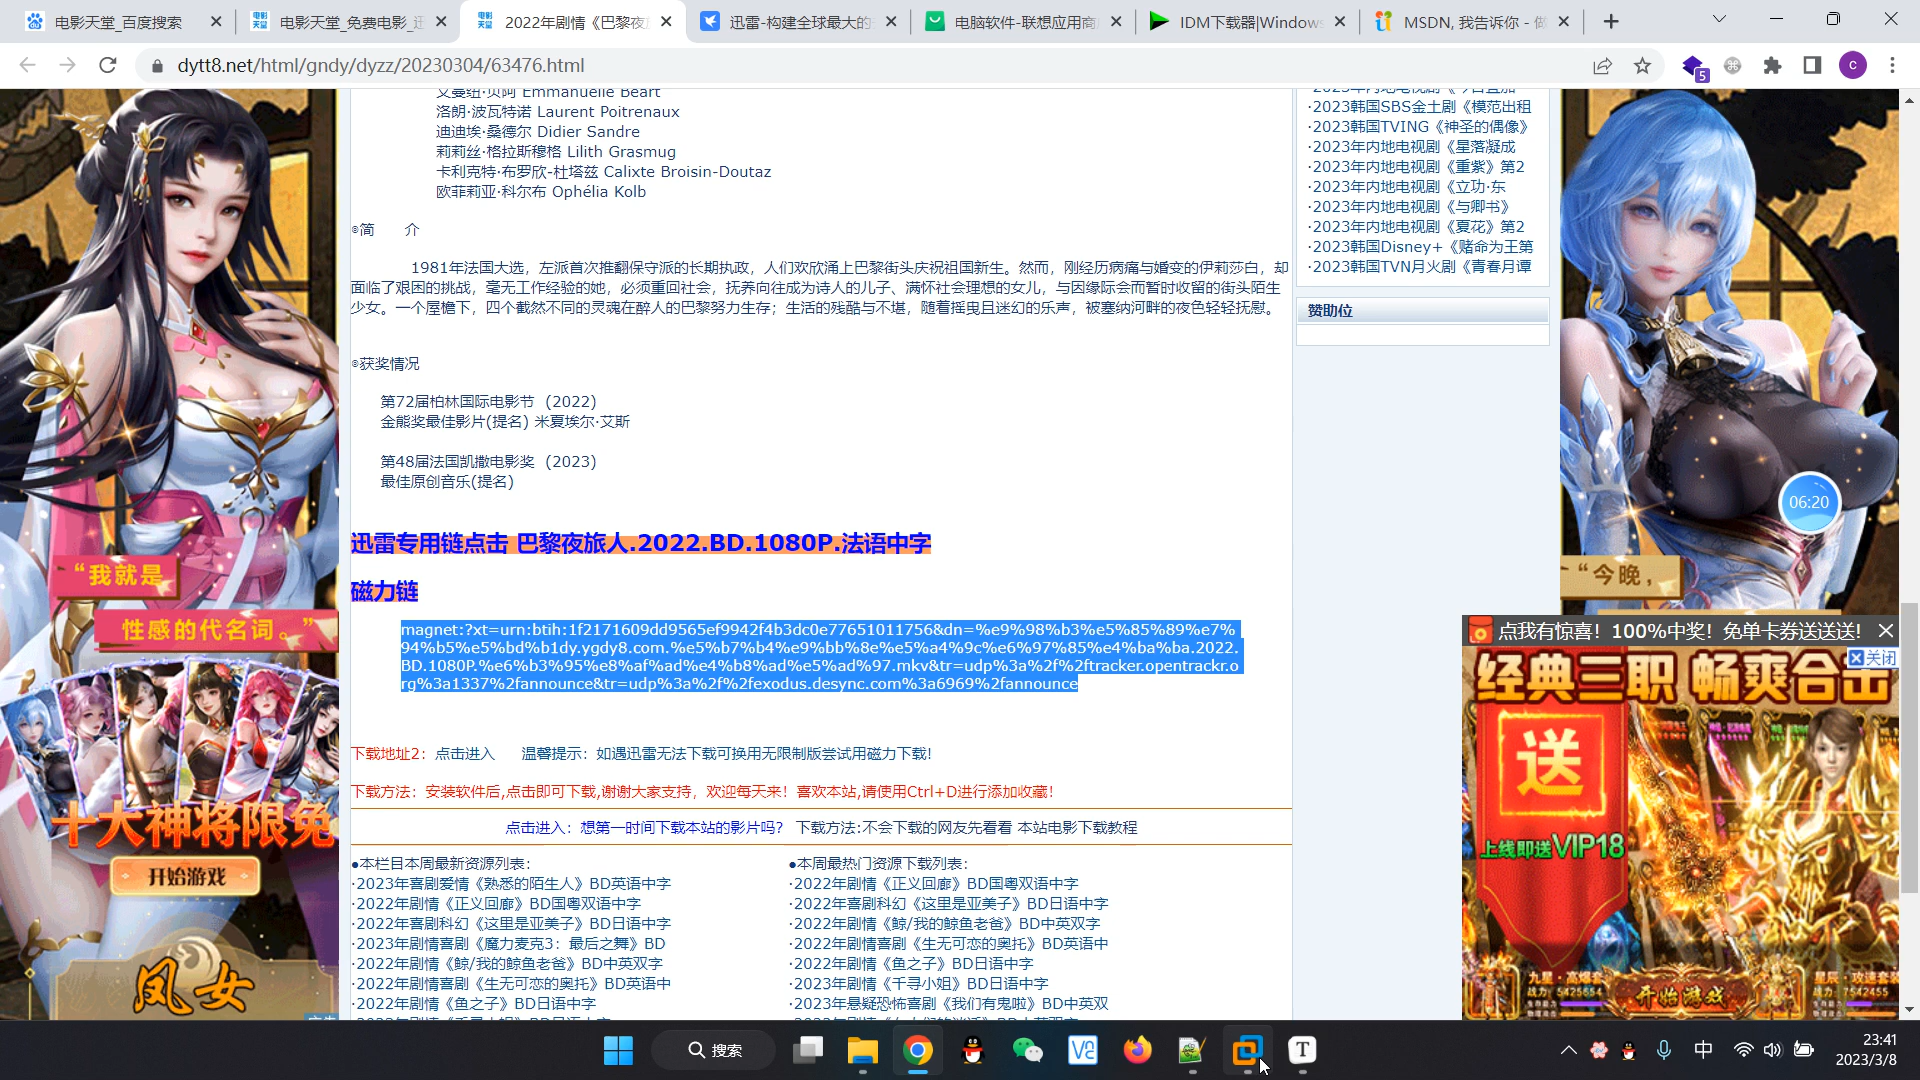 电影天堂_百度搜索
电影天堂_免费电影_迅
2022年剧情《巴黎夜
迅雷-构建全球最大的
电脑软件-联想应用商
IDM下载器|Windows
MSDN, 我告诉你 - 做
dytt8.net/html/gndy/dyzz/20230304/63476.html
5
C
艾曼纽·贝阿 Emmanuelle Béart
洛朗·波瓦特诺 Laurent Poitrenaux
迪迪埃·桑德尔 Didier Sandre
莉莉丝·格拉斯穆格 Lilith Grasmug
卡利克特·布罗欣-杜塔兹 Calixte Broisin-Doutaz
欧菲莉亚·科尔布 Ophélia Kolb
◎简　　介
1981年法国大选，左派首次推翻保守派的长期执政，人们欢欣涌上巴黎街头庆祝祖国新生。然而，刚经历病痛与婚变的伊莉莎白，却
面临了艰困的挑战，毫无工作经验的她，必须重回社会，抚养向往成为诗人的儿子、满怀社会理想的女儿，与因缘际会而暂时收留的街头陌生
少女。一个屋檐下，四个截然不同的灵魂在醉人的巴黎努力生存；生活的残酷与不堪，随着摇曳且迷幻的乐声，被塞纳河畔的夜色轻轻抚慰。
◎获奖情况
第72届柏林国际电影节 (2022)
金熊奖最佳影片(提名) 米夏埃尔·艾斯
第48届法国凯撒电影奖 (2023)
最佳原创音乐(提名)
迅雷专用链点击 巴黎夜旅人.2022.BD.1080P.法语中字
磁力链
magnet:?xt=urn:btih:1f2171609dd9565ef9942f4b3dc0e77651011756&dn=%e9%98%b3%e5%85%89%e7%
94%b5%e5%bd%b1dy.ygdy8.com.%e5%b7%b4%e9%bb%8e%e5%a4%9c%e6%97%85%e4%ba%ba.2022.
BD.1080P.%e6%b3%95%e8%af%ad%e4%b8%ad%e5%ad%97.mkv&tr=udp%3a%2f%2ftracker.opentrackr.o
rg%3a1337%2fannounce&tr=udp%3a%2f%2fexodus.desync.com%3a6969%2fannounce
下载地址2：点击进入　　温馨提示：如遇迅雷无法下载可换用无限制版尝试用磁力下载!
下载方法：安装软件后,点击即可下载,谢谢大家支持，欢迎每天来！喜欢本站,请使用Ctrl+D进行添加收藏！
点击进入：想第一时间下载本站的影片吗?　下载方法:不会下载的网友先看看 本站电影下载教程
●本栏目本周最新资源列表:
·2023年喜剧爱情《熟悉的陌生人》BD英语中字
·2022年剧情《正义回廊》BD国粤双语中字
·2022年喜剧科幻《这里是亚美子》BD日语中字
·2023年剧情喜剧《魔力麦克3：最后之舞》BD
·2022年剧情《鲸/我的鲸鱼老爸》BD中英双字
·2022年剧情喜剧《生无可恋的奥托》BD英语中
·2022年剧情《鱼之子》BD日语中字
●本周最热门资源下载列表:
·2022年剧情《正义回廊》BD国粤双语中字
·2022年喜剧科幻《这里是亚美子》BD日语中字
·2022年剧情《鲸/我的鲸鱼老爸》BD中英双字
·2022年剧情喜剧《生无可恋的奥托》BD英语中
·2022年剧情《鱼之子》BD日语中字
·2023年剧情《千寻小姐》BD日语中字
·2023年悬疑恐怖喜剧《我们有鬼啦》BD中英双
·2023韩国SBS金土剧《模范出租
·2023韩国TVING《神圣的偶像》
·2023年内地电视剧《星落凝成
·2023年内地电视剧《重紫》第2
·2023年内地电视剧《立功·东
·2023年内地电视剧《与卿书》
·2023年内地电视剧《夏花》第2
·2023韩国Disney+《赌命为王第
·2023韩国TVN月火剧《青春月谭
赞助位
“我就是
性感的代名词。”
十大神将限免
开始游戏
凤女
“今晚，
06:20
点我有惊喜！100%中奖！免单卡券送送送！
关闭
经典三职 畅爽合击
送
上线即送VIP18
九星·高爆套
战力：5425654
开始游戏
星辰·攻速套装
战力：7542455
搜索
VC
T
中
23:41
2023/3/8